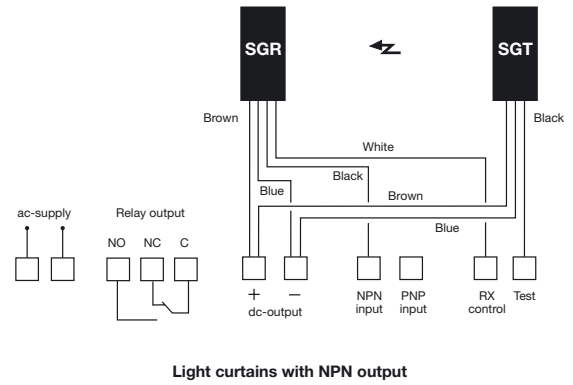 SGR
SGT
Brown
Black
White
Black
Blue
Brown
Blue
ac-supply
Relay output
NO NC C
+ −
dc-output
NPN
input
PNP
input
RX
control
Test
Light curtains with NPN output